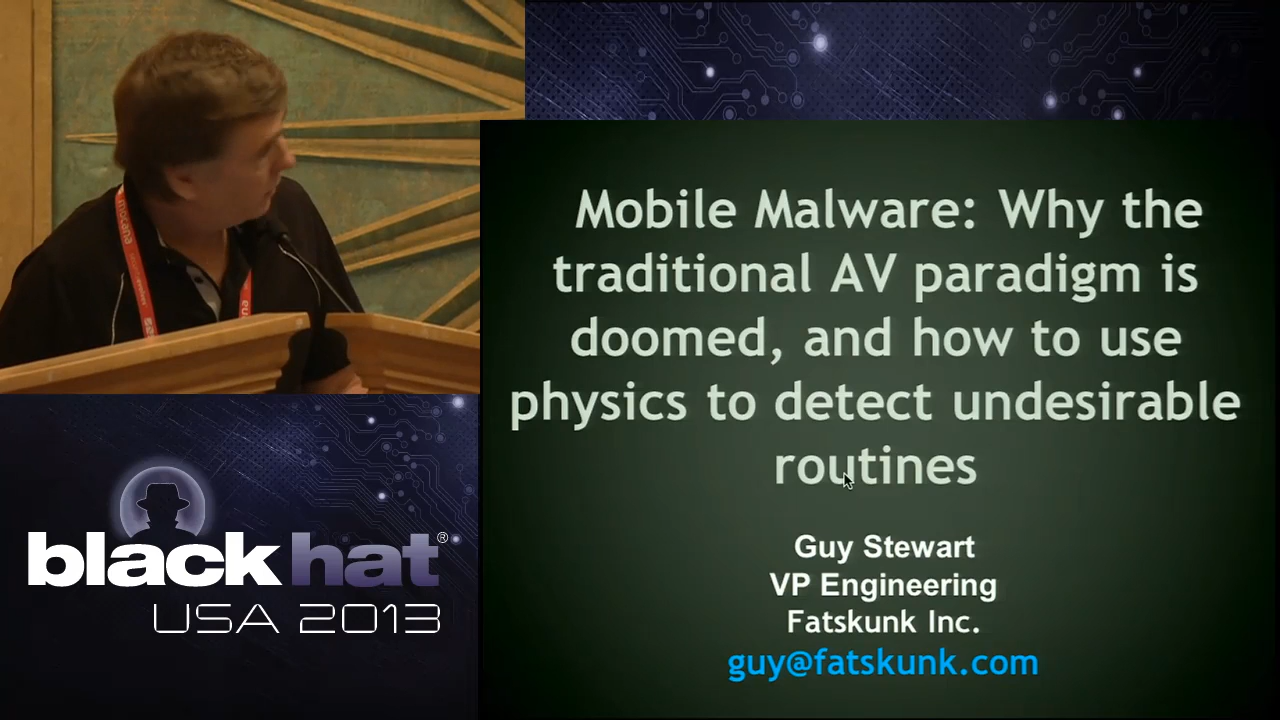 mocana
Mobile Malware: Why the
traditional AV paradigm is
doomed, and how to use
physics to detect undesirable
routines
Guy Stewart
VP Engineering
Fatskunk Inc.
guy@fatskunk.com
black hat®
USA 2013